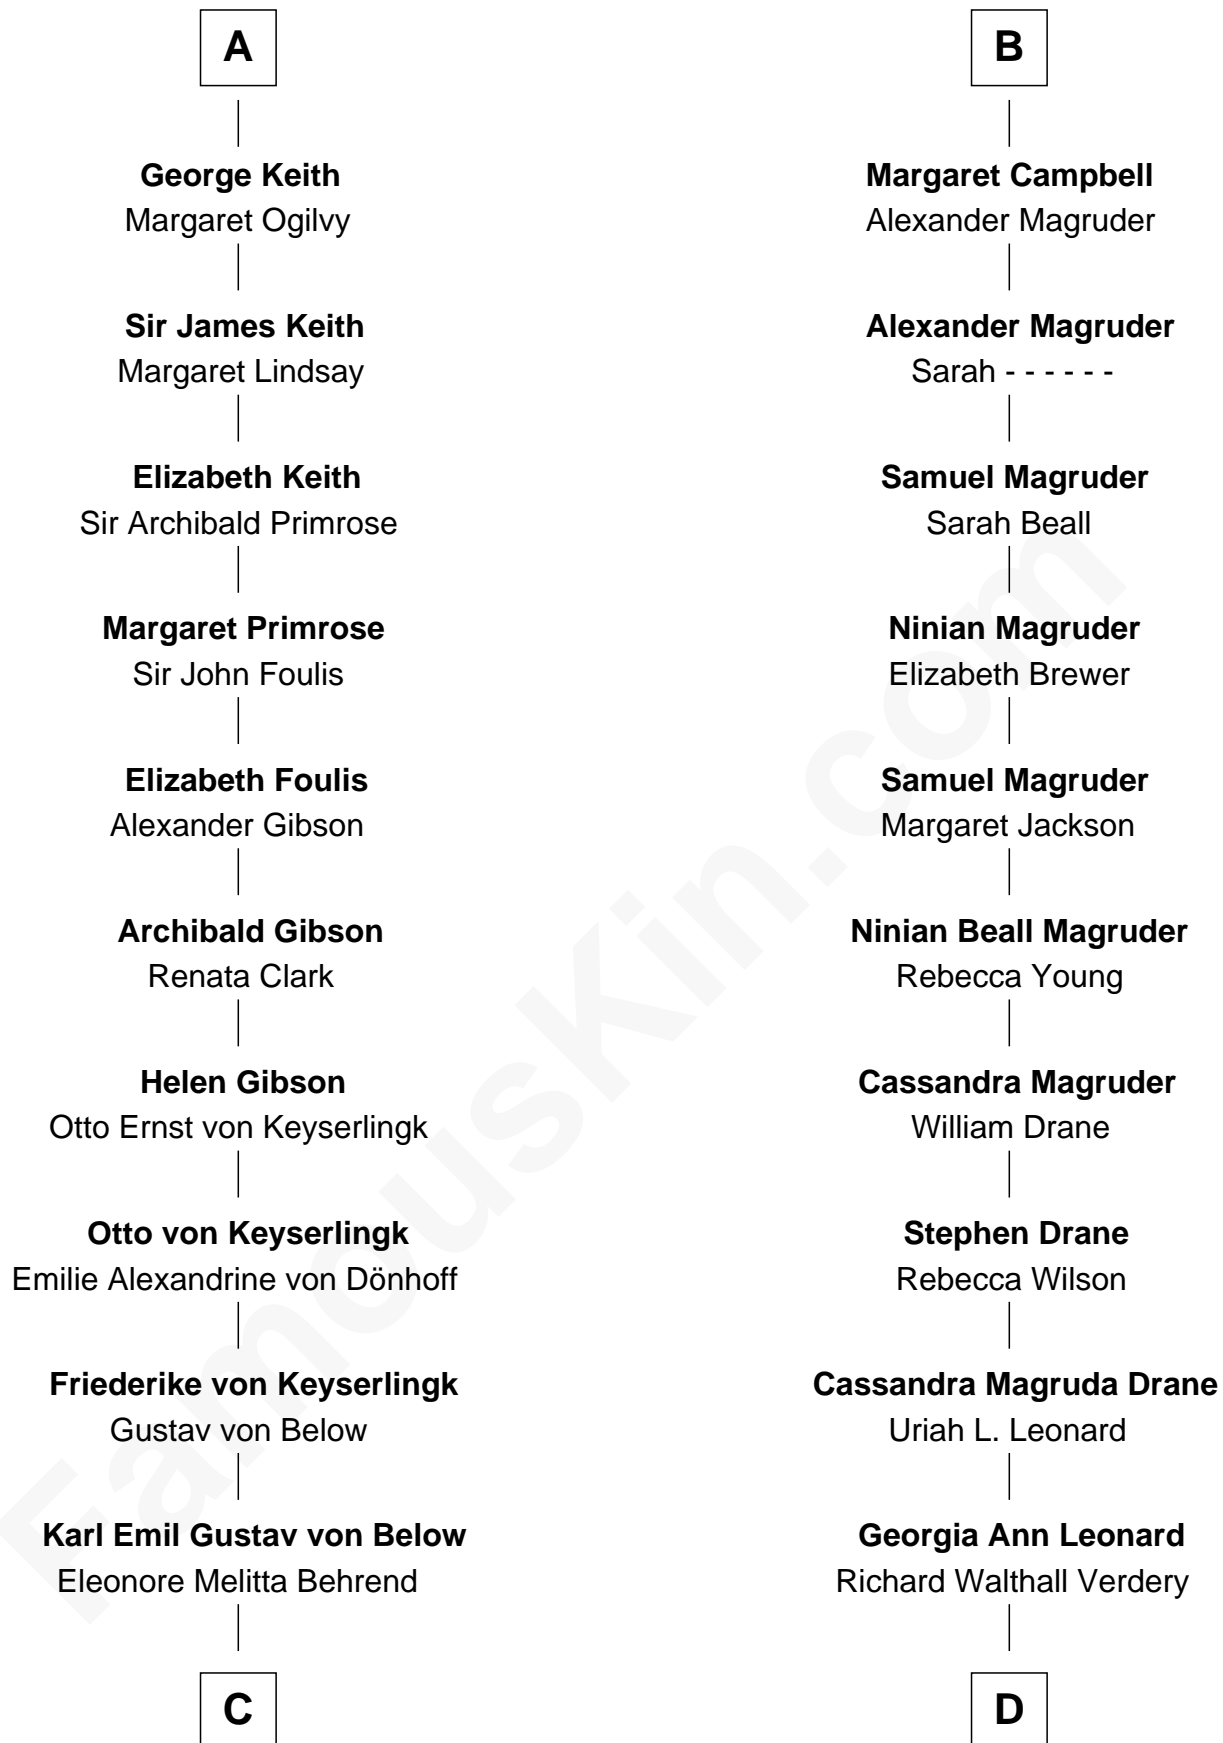 A
George Keith
Margaret Ogilvy
Sir James Keith
Margaret Lindsay
Elizabeth Keith
Sir Archibald Primrose
Margaret Primrose
Sir John Foulis
Elizabeth Foulis
Alexander Gibson
Archibald Gibson
Renata Clark
Helen Gibson
Otto Ernst von Keyserlingk
Otto von Keyserlingk
Emilie Alexandrine von Dönhoff
Friederike von Keyserlingk
Gustav von Below
Karl Emil Gustav von Below
Eleonore Melitta Behrend
C
B
Margaret Campbell
Alexander Magruder
Alexander Magruder
Sarah - - - - - -
Samuel Magruder
Sarah Beall
Ninian Magruder
Elizabeth Brewer
Samuel Magruder
Margaret Jackson
Ninian Beall Magruder
Rebecca Young
Cassandra Magruder
William Drane
Stephen Drane
Rebecca Wilson
Cassandra Magruda Drane
Uriah L. Leonard
Georgia Ann Leonard
Richard Walthall Verdery
D
FamousKin.com